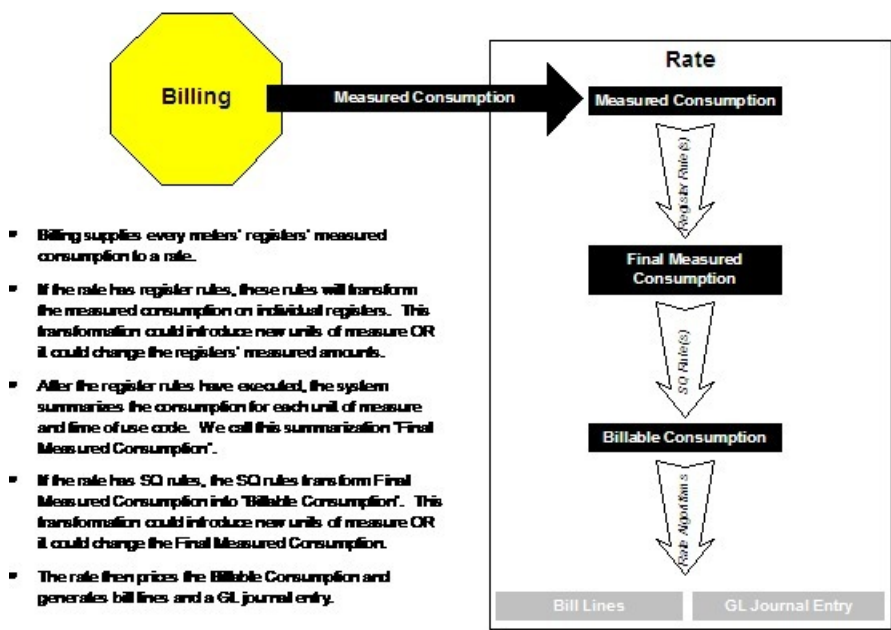 Billing
Measured Consumption
Rate
Measured Consumption
Register Rule(s)
Final Measured
Consumption
SQ Rule(s)
Billable Consumption
Rate Algorithms
Bill Lines
GL Journal Entry
Billing supplies every meters' registers' measured
consumption to a rate.
If the rate has register rules, these rules will transform
the measured consumption on individual registers. This
transformation could introduce new units of measure OR
it could change the registers' measured amounts.
After the register rules have executed, the system
summarizes the consumption for each unit of measure
and time of use code. We call this summarization "Final
Measured Consumption".
If the rate has SQ rules, the SQ rules transform Final
Measured Consumption into "Billable Consumption". This
transformation could introduce new units of measure OR
it could change the Final Measured Consumption.
The rate then prices the Billable Consumption and
generates bill lines and a GL journal entry.